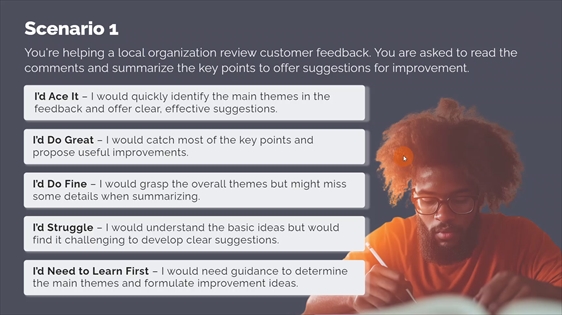 Scenario 1
You're helping a local organization review customer feedback. You are asked to read the
comments and summarize the key points to offer suggestions for improvement.
I'd Ace It – I would quickly identify the main themes in the
feedback and offer clear, effective suggestions.
I'd Do Great – I would catch most of the key points and
propose useful improvements.
I'd Do Fine – I would grasp the overall themes but might miss
some details when summarizing.
I'd Struggle – I would understand the basic ideas but would
find it challenging to develop clear suggestions.
I'd Need to Learn First – I would need guidance to determine
the main themes and formulate improvement ideas.